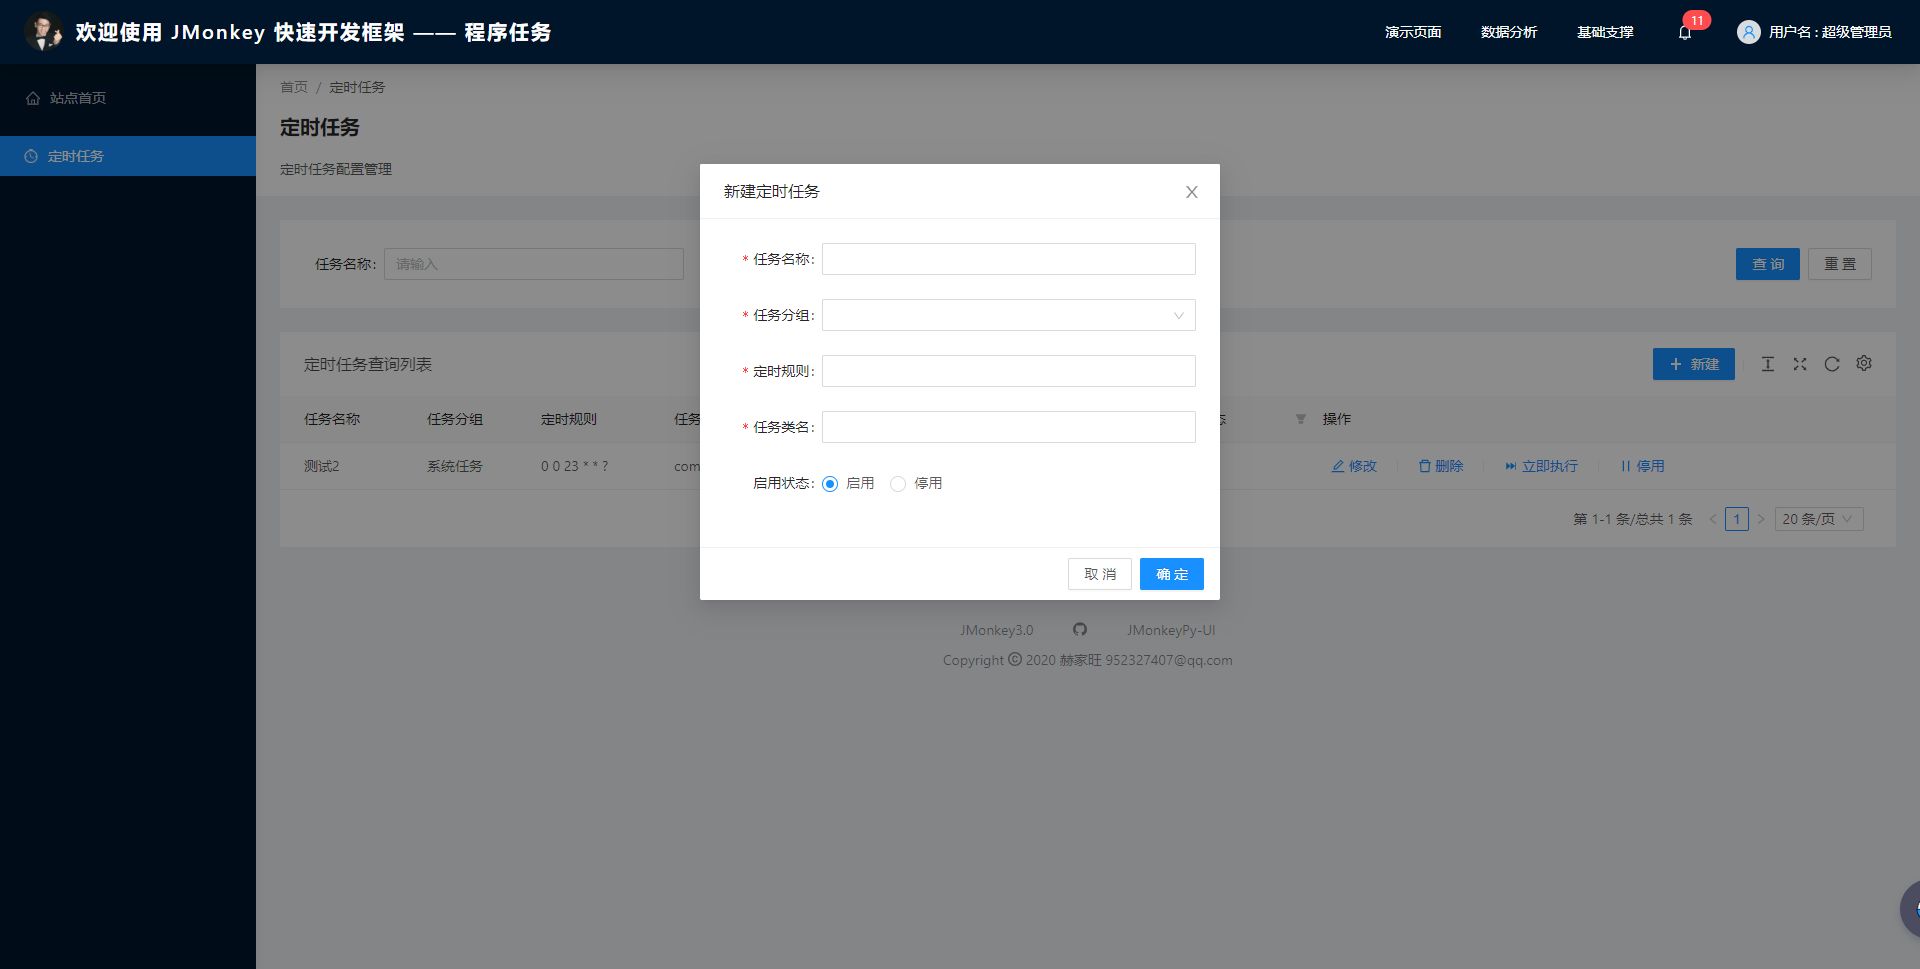 欢迎使用 JMonkey 快速开发框架 —— 程序任务
演示页面 数据分析 基础支撑 11 用户名 : 超级管理员
站点首页
定时任务
首页 / 定时任务
定时任务
定时任务配置管理
任务名称: 请输入 查 询 重 置
定时任务查询列表 新建
任务名称 任务分组 定时规则 任务 操作
测试2 系统任务 0 0 23 * * ? com 修改 删除 立即执行 停用
第 1-1 条/总共 1 条 < 1 > 20 条/页
新建定时任务 X
* 任务名称:
* 任务分组:
* 定时规则:
* 任务类名:
启用状态: 启用 停用
取 消 确 定
JMonkey3.0 JMonkeyPy-UI
Copyright © 2020 赫家旺 952327407@qq.com